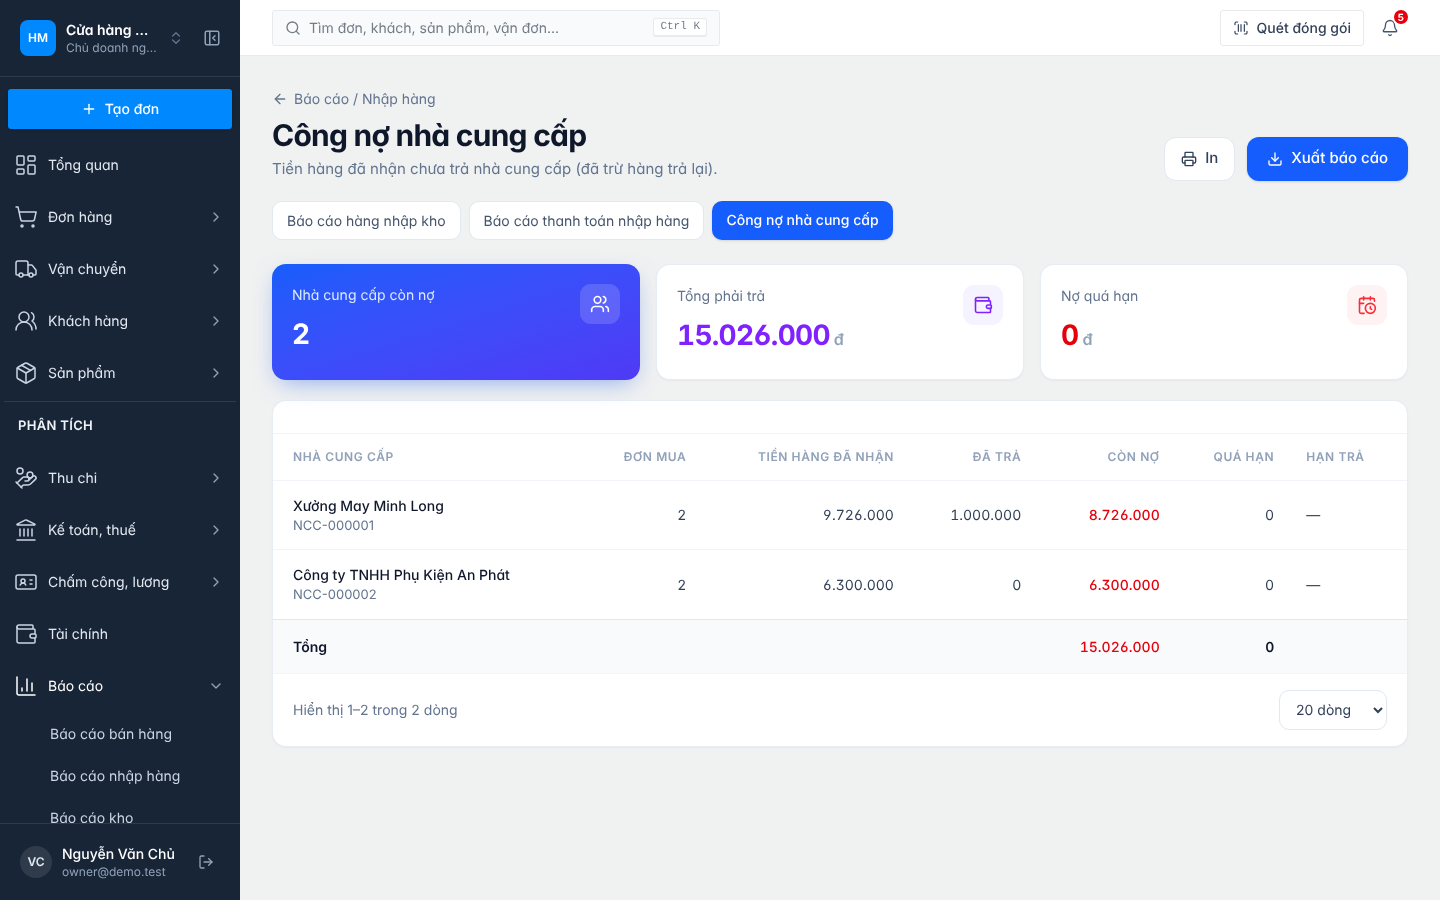 HM
Cửa hàng ...
Chủ doanh ng...
Tạo đơn
Tổng quan
Đơn hàng
Vận chuyển
Khách hàng
Sản phẩm
PHÂN TÍCH
Thu chi
Kế toán, thuế
Chấm công, lương
Tài chính
Báo cáo
Báo cáo bán hàng
Báo cáo nhập hàng
Báo cáo kho
VC
Nguyễn Văn Chủ
owner@demo.test
Tìm đơn, khách, sản phẩm, vận đơn...
Ctrl K
Quét đóng gói
5
Báo cáo / Nhập hàng
Công nợ nhà cung cấp
Tiền hàng đã nhận chưa trả nhà cung cấp (đã trừ hàng trả lại).
In
Xuất báo cáo
Báo cáo hàng nhập kho
Báo cáo thanh toán nhập hàng
Công nợ nhà cung cấp
Nhà cung cấp còn nợ
2
Tổng phải trả
15.026.000 đ
Nợ quá hạn
0 đ
NHÀ CUNG CẤP ĐƠN MUA TIỀN HÀNG ĐÃ NHẬN ĐÃ TRẢ CÒN NỢ QUÁ HẠN HẠN TRẢ
Xưởng May Minh Long
NCC-000001
2 9.726.000 1.000.000 8.726.000 0 —
Công ty TNHH Phụ Kiện An Phát
NCC-000002
2 6.300.000 0 6.300.000 0 —
Tổng 15.026.000 0
Hiển thị 1–2 trong 2 dòng
20 dòng